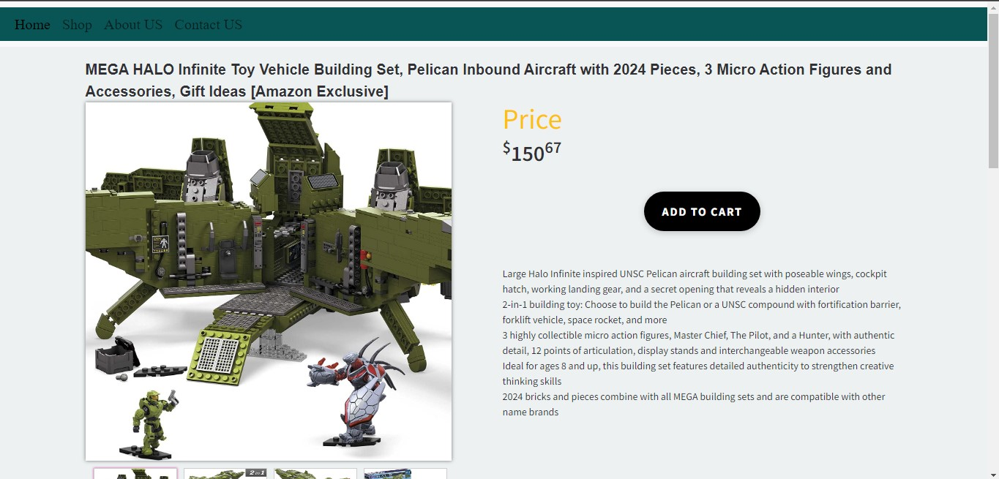 Home Shop About US Contact US
MEGA HALO Infinite Toy Vehicle Building Set, Pelican Inbound Aircraft with 2024 Pieces, 3 Micro Action Figures and
Accessories, Gift Ideas [Amazon Exclusive]
Price
$150 67
ADD TO CART
Large Halo Infinite inspired UNSC Pelican aircraft building set with poseable wings, cockpit
hatch, working landing gear, and a secret opening that reveals a hidden interior
2-in-1 building toy: Choose to build the Pelican or a UNSC compound with fortification barrier,
forklift vehicle, space rocket, and more
3 highly collectible micro action figures, Master Chief, The Pilot, and a Hunter, with authentic
detail, 12 points of articulation, display stands and interchangeable weapon accessories
Ideal for ages 8 and up, this building set features detailed authenticity to strengthen creative
thinking skills
2024 bricks and pieces combine with all MEGA building sets and are compatible with other
name brands
2 in 1